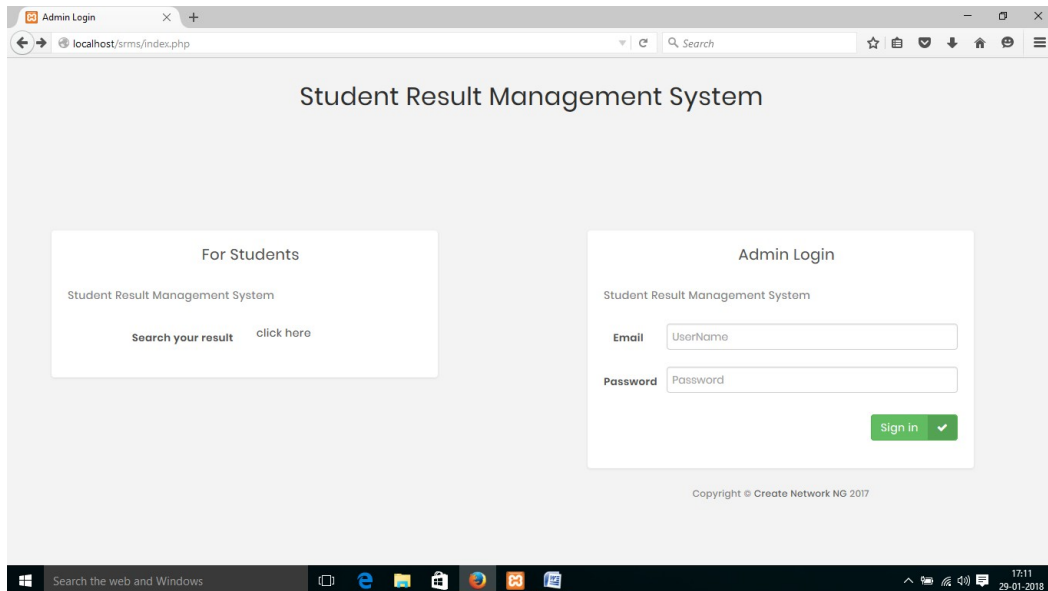 Admin Login
localhost/srms/index.php
Search
Student Result Management System
For Students
Student Result Management System
Search your result click here
Admin Login
Student Result Management System
Email UserName
Password Password
Sign in
Copyright © Create Network NG 2017
Search the web and Windows
17:11
29-01-2018